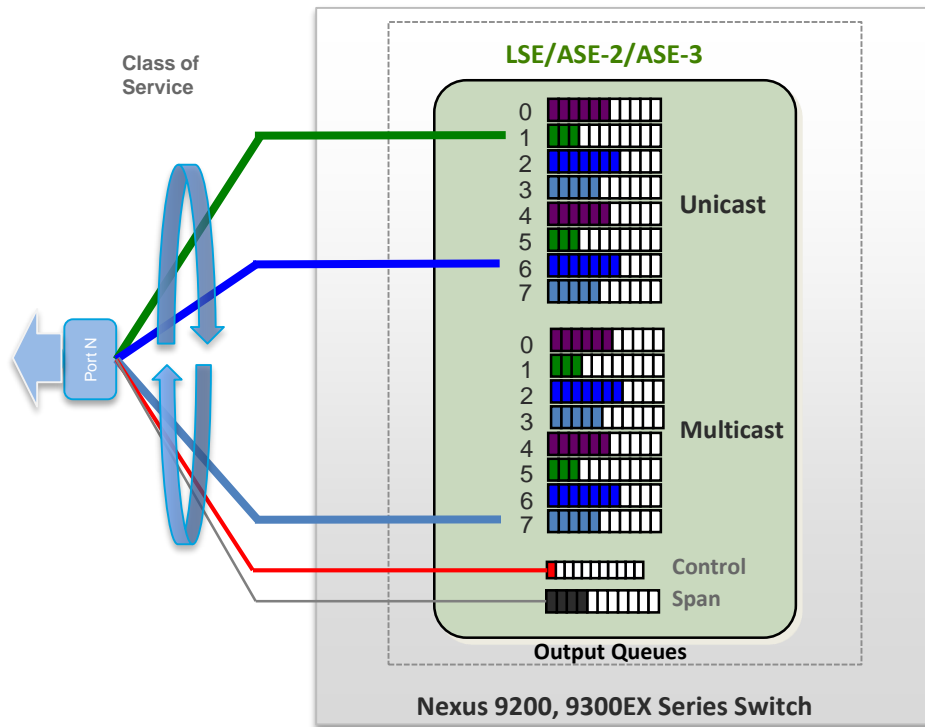 Class of
Service
LSE/ASE-2/ASE-3
0
1
2
3
4
5
6
7
Unicast
0
1
2
3
4
5
6
7
Multicast
Control
Span
Port N
Output Queues
Nexus 9200, 9300EX Series Switch